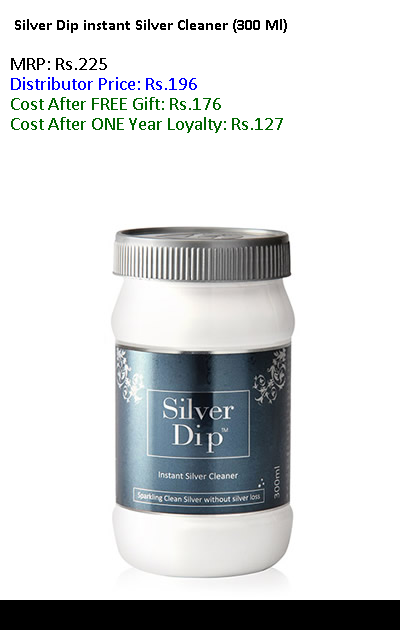 Silver Dip instant Silver Cleaner (300 Ml)
MRP: Rs.225
Distributor Price: Rs.196
Cost After FREE Gift: Rs.176
Cost After ONE Year Loyalty: Rs.127
Silver
Dip™
Instant Silver Cleaner
Sparkling Clean Silver without silver loss
300ml